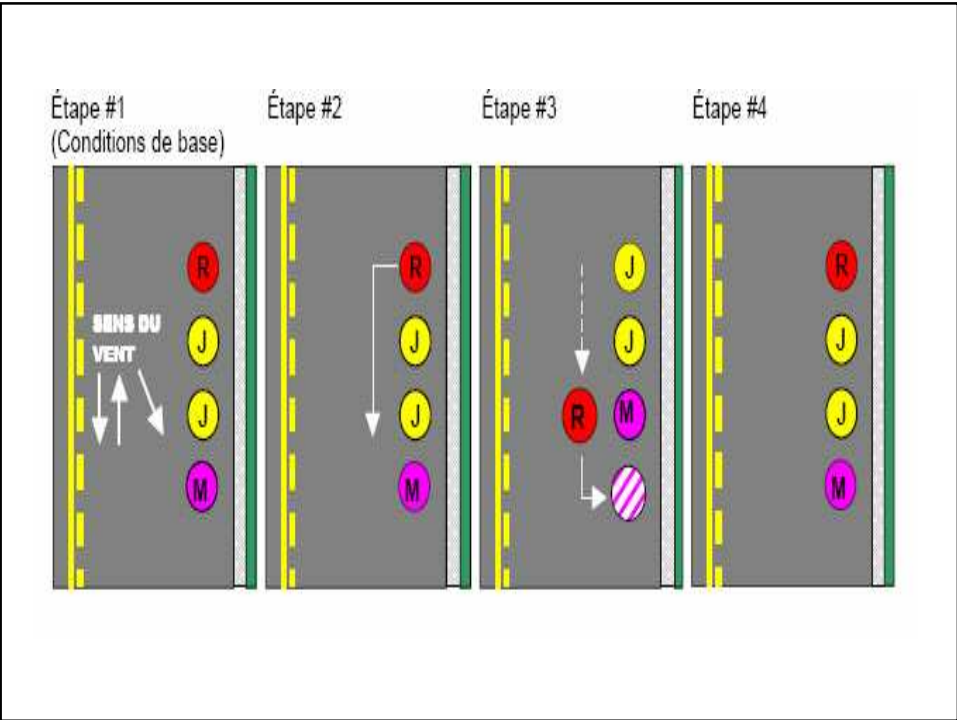 Étape #1
(Conditions de base)
SENS DU
VENT
R
J
J
M
Étape #2
R
J
J
M
Étape #3
J
J
R M
Étape #4
R
J
J
M